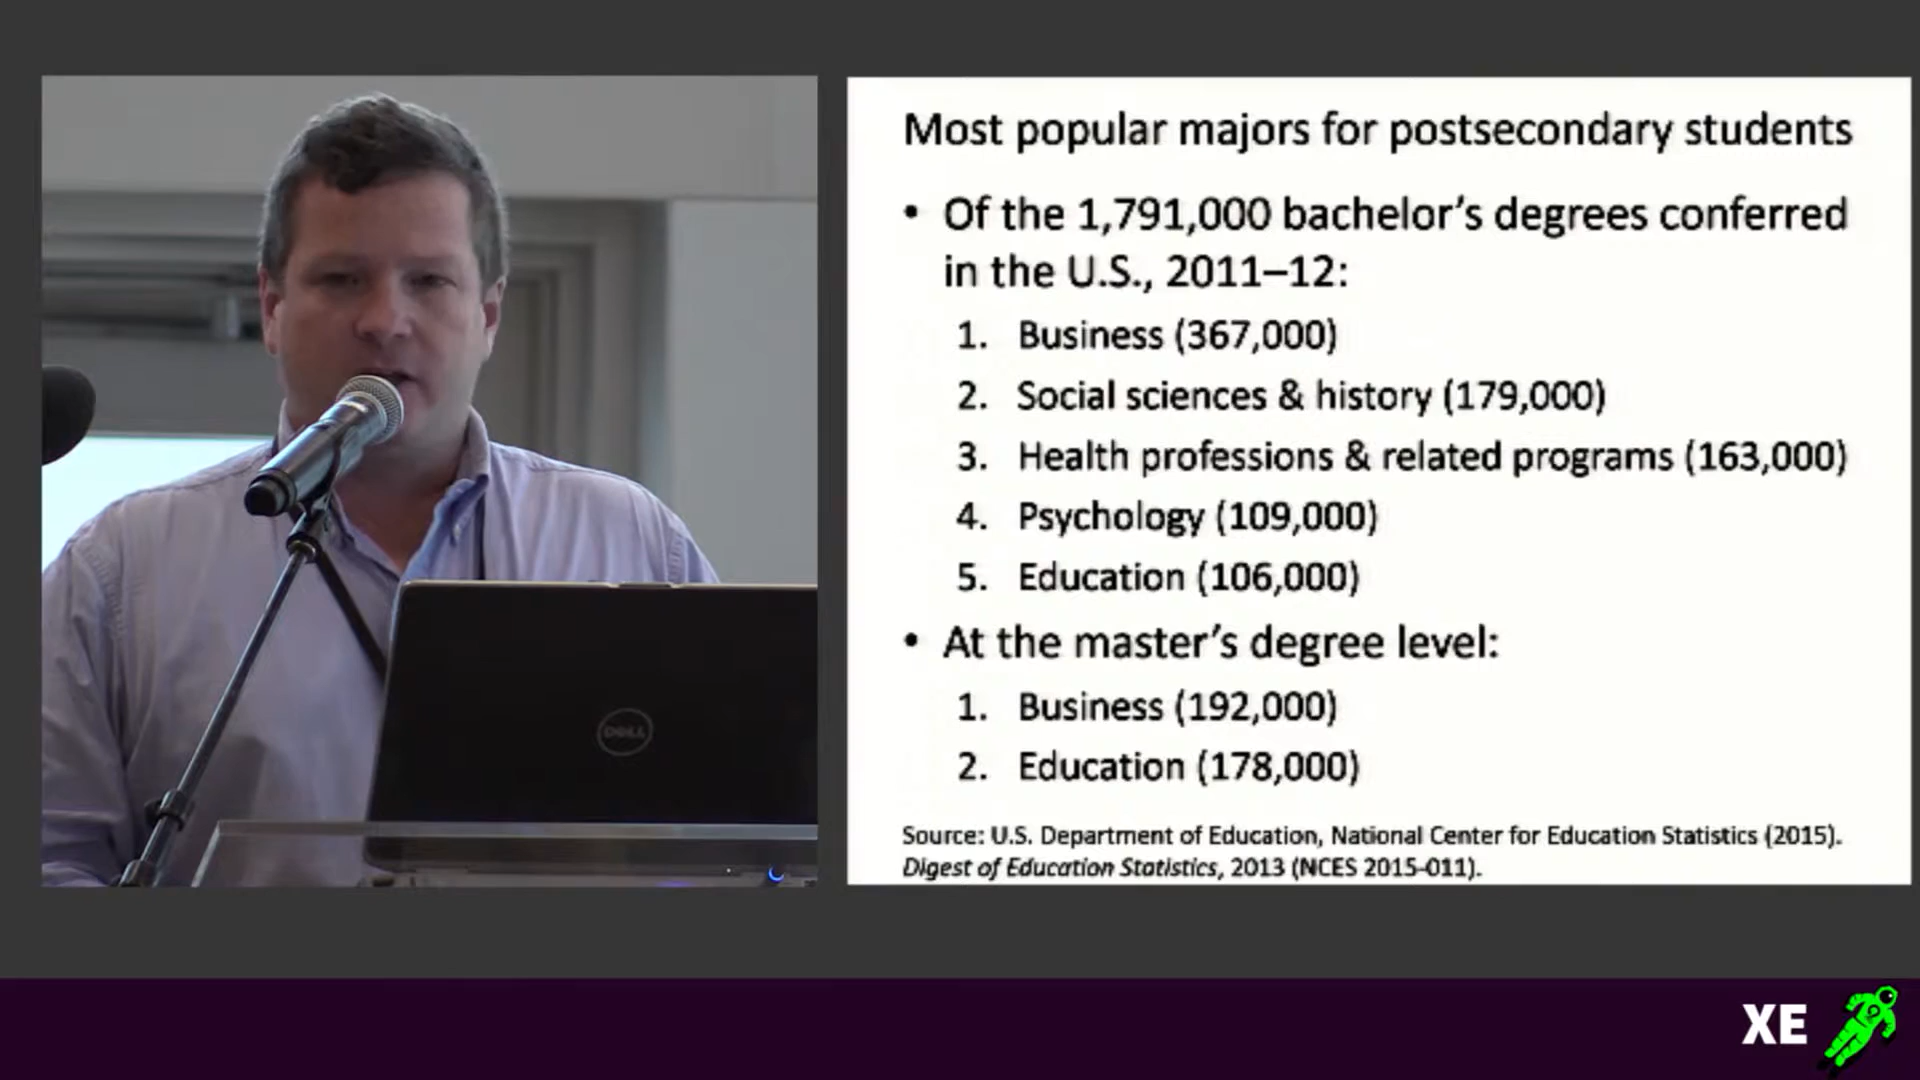 Most popular majors for postsecondary students
• Of the 1,791,000 bachelor's degrees conferred
in the U.S., 2011–12:
1. Business (367,000)
2. Social sciences & history (179,000)
3. Health professions & related programs (163,000)
4. Psychology (109,000)
5. Education (106,000)
• At the master's degree level:
1. Business (192,000)
2. Education (178,000)
Source: U.S. Department of Education, National Center for Education Statistics (2015).
Digest of Education Statistics, 2013 (NCES 2015-011).
DELL
XE